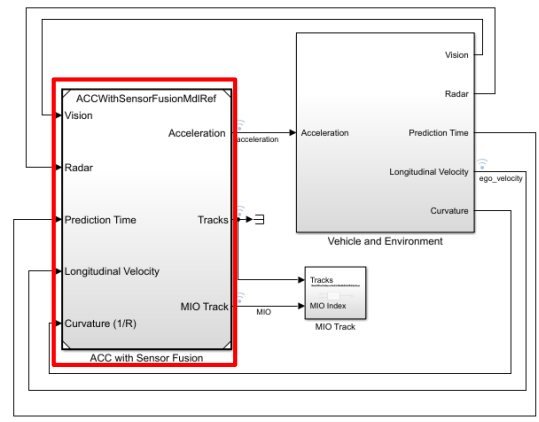 ACCWithSensorFusionMdlRef
Vision
Acceleration
Radar
Prediction Time
Tracks
Longitudinal Velocity
MIO Track
Curvature (1/R)
ACC with Sensor Fusion
acceleration
MIO
Vision
Radar
Acceleration
Prediction Time
Longitudinal Velocity
Curvature
Vehicle and Environment
ego_velocity
Tracks
MIO Index
MIO Track